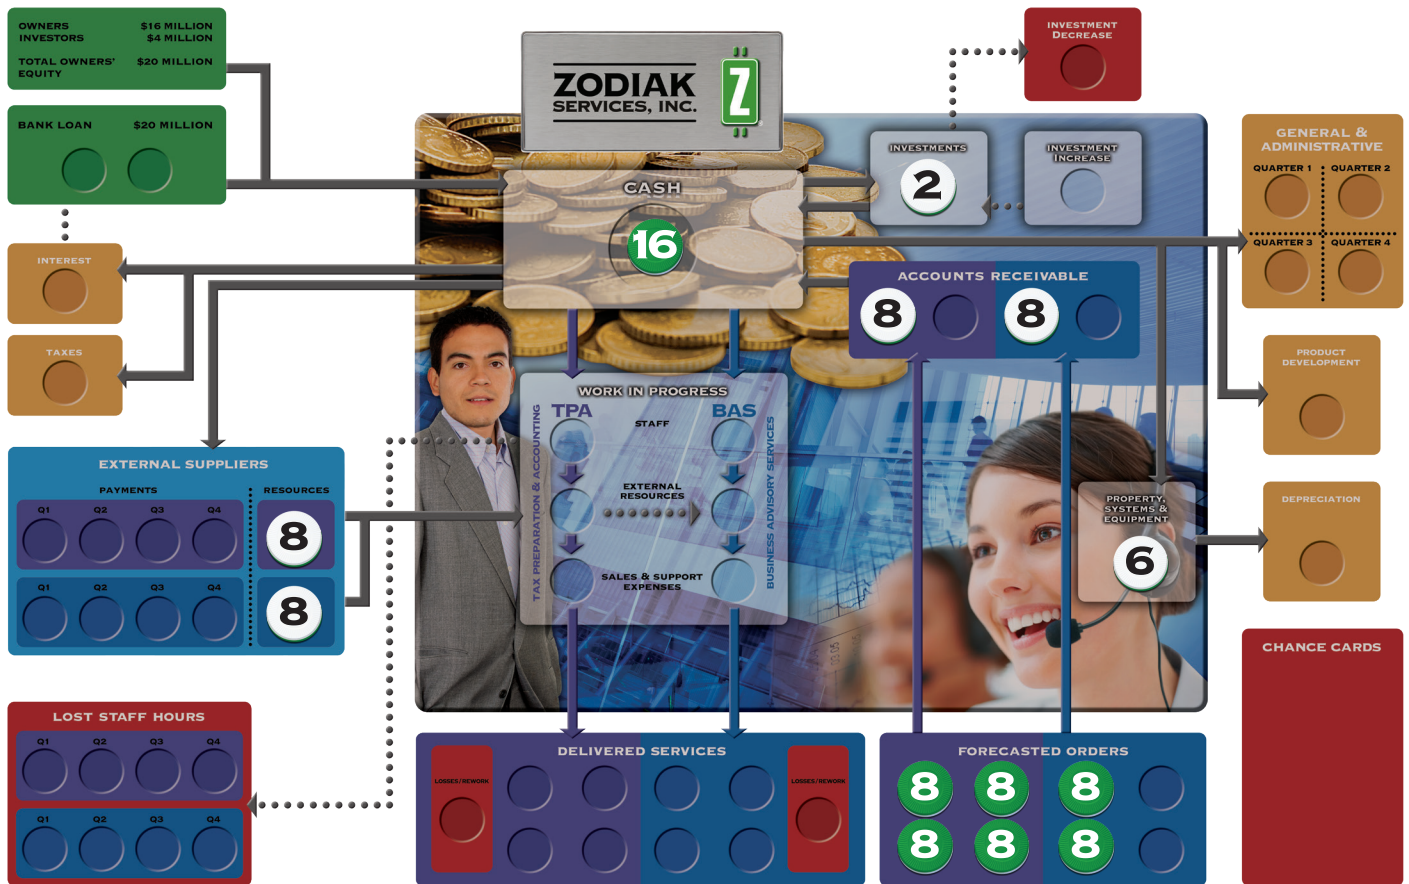 OWNERS $16 MILLION
INVESTORS $4 MILLION
TOTAL OWNERS' $20 MILLION
EQUITY
BANK LOAN $20 MILLION
INTEREST
TAXES
ZODIAK
SERVICES, INC.
Z
CASH
16
INVESTMENTS
2
INVESTMENT
INCREASE
INVESTMENT
DECREASE
GENERAL &
ADMINISTRATIVE
QUARTER 1 QUARTER 2
QUARTER 3 QUARTER 4
ACCOUNTS RECEIVABLE
8 8
PRODUCT
DEVELOPMENT
DEPRECIATION
PROPERTY,
SYSTEMS &
EQUIPMENT
6
WORK IN PROGRESS
TPA BAS
TAX PREPARATION & ACCOUNTING
BUSINESS ADVISORY SERVICES
STAFF
EXTERNAL
RESOURCES
SALES & SUPPORT
EXPENSES
EXTERNAL SUPPLIERS
PAYMENTS RESOURCES
Q1 Q2 Q3 Q4
8
Q1 Q2 Q3 Q4
8
LOST STAFF HOURS
Q1 Q2 Q3 Q4
Q1 Q2 Q3 Q4
DELIVERED SERVICES
LOSSES/REWORK LOSSES/REWORK
FORECASTED ORDERS
8 8 8
8 8 8
CHANCE CARDS